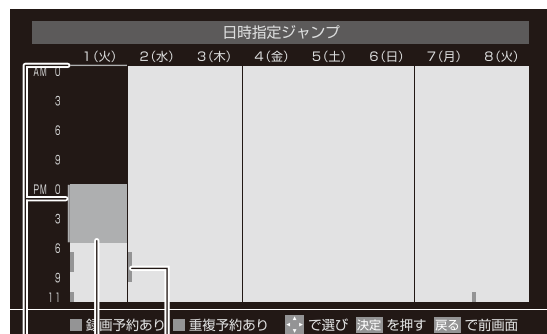 日時指定ジャンプ
1(火) 2(水) 3(木) 4(金) 5(土) 6(日) 7(月) 8(火)
AM 0
3
6
9
PM 0
3
6
9
11
録画予約あり 重複予約あり で選び 決定 を押す 戻る で前画面